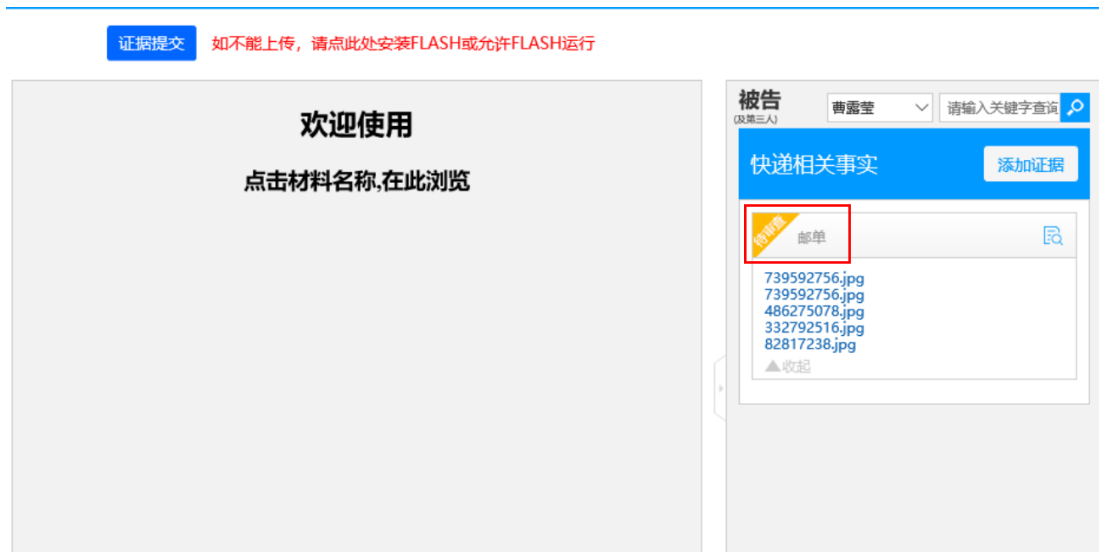 证据提交 如不能上传，请点此处安装FLASH或允许FLASH运行
欢迎使用
点击材料名称,在此浏览
被告 曹露莹 请输入关键字查询
(及第三人)
快递相关事实 添加证据
待审查 邮单
739592756.jpg
739592756.jpg
486275078.jpg
332792516.jpg
82817238.jpg
▲收起